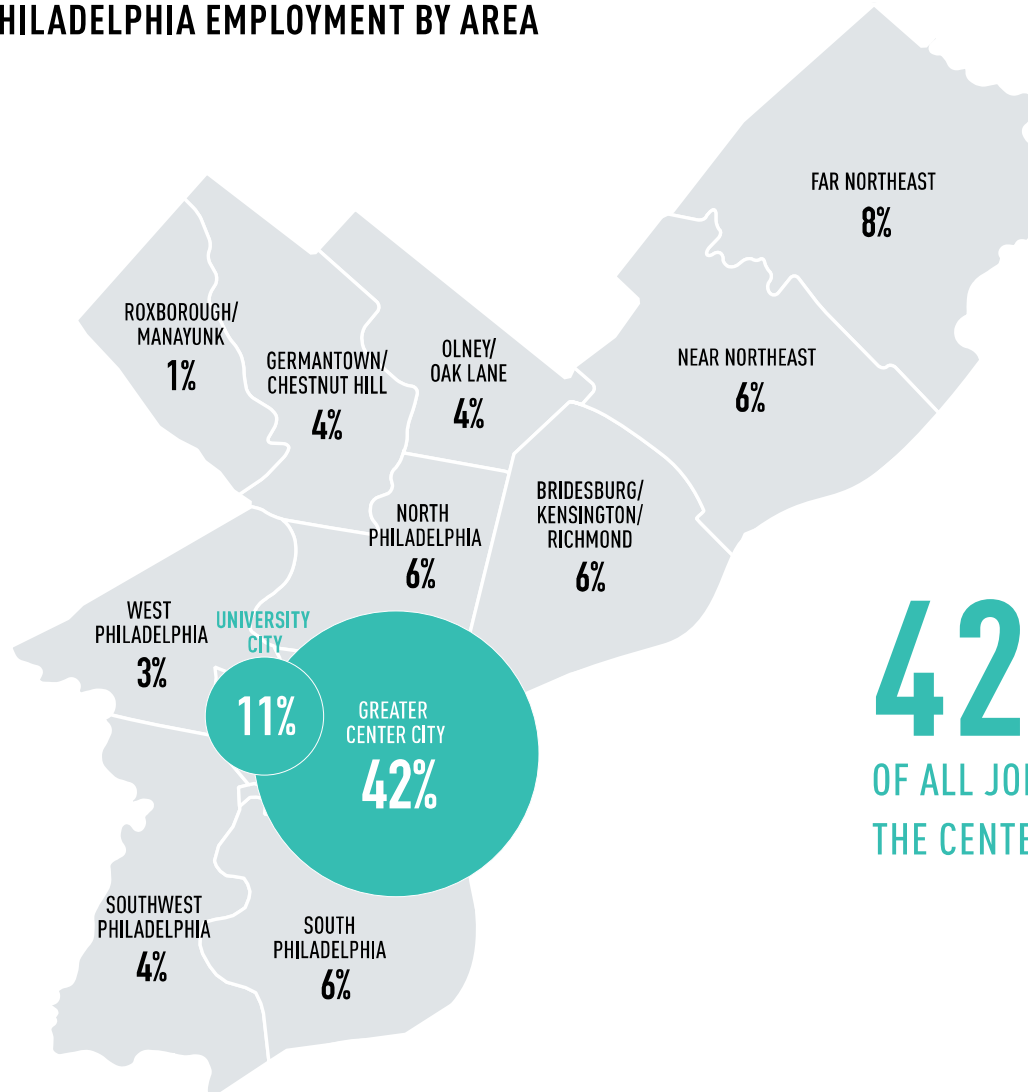 HILADELPHIA EMPLOYMENT BY AREA
FAR NORTHEAST
8%
ROXBOROUGH/
MANAYUNK
1%
GERMANTOWN/
CHESTNUT HILL
4%
OLNEY/
OAK LANE
4%
NEAR NORTHEAST
6%
NORTH
PHILADELPHIA
6%
BRIDESBURG/
KENSINGTON/
RICHMOND
6%
WEST
PHILADELPHIA
3%
UNIVERSITY
CITY
11%
GREATER
CENTER CITY
42%
42
OF ALL JO
THE CENTE
SOUTHWEST
PHILADELPHIA
4%
SOUTH
PHILADELPHIA
6%